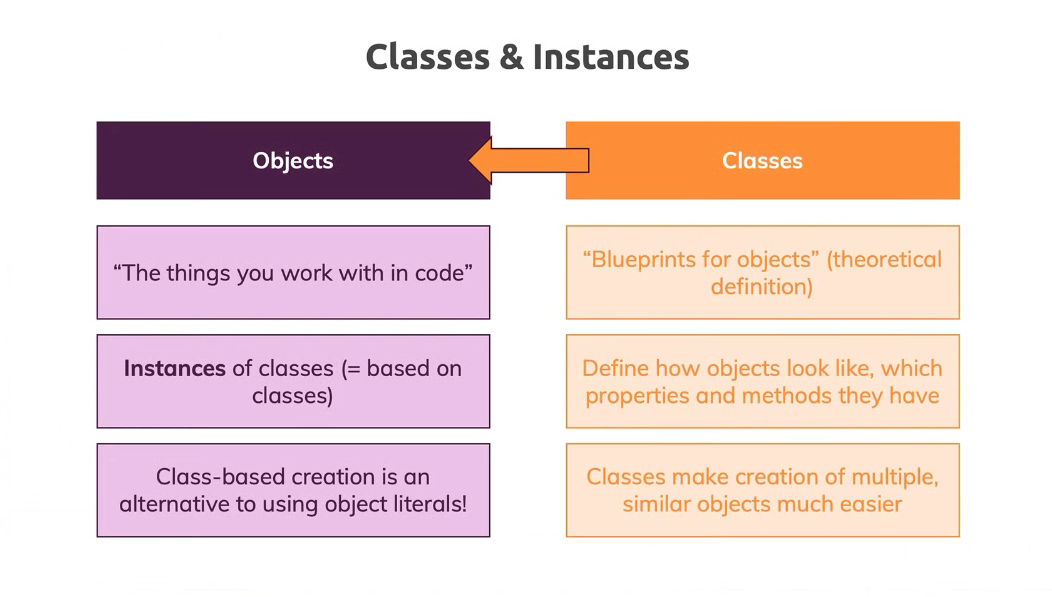 Classes & Instances
Objects
Classes
“The things you work with in code”
“Blueprints for objects” (theoretical
definition)
Instances of classes (= based on
classes)
Define how objects look like, which
properties and methods they have
Class-based creation is an
alternative to using object literals!
Classes make creation of multiple,
similar objects much easier